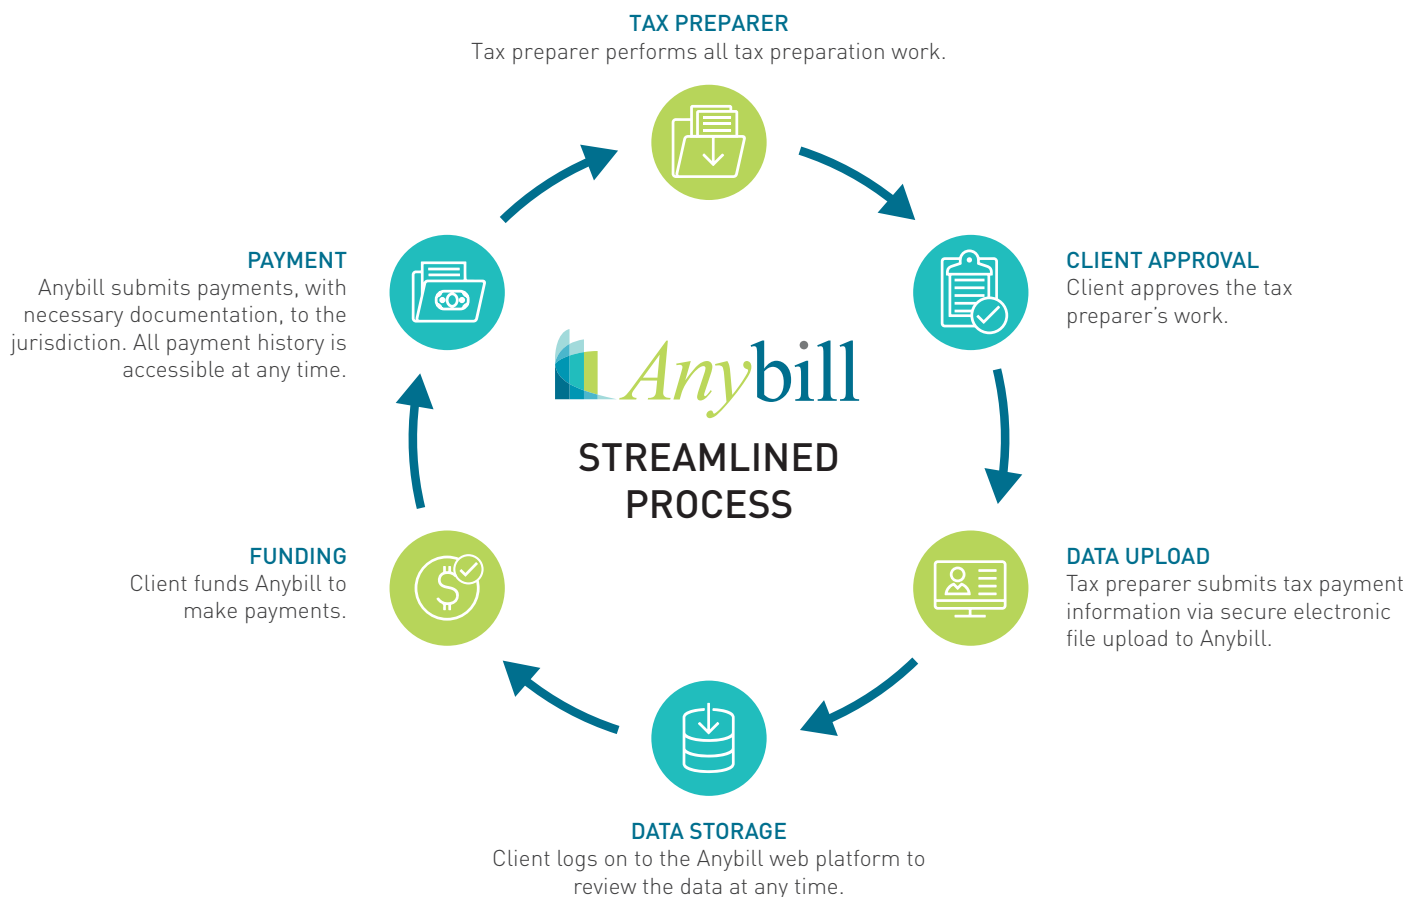 TAX PREPARER
Tax preparer performs all tax preparation work.
CLIENT APPROVAL
Client approves the tax
preparer’s work.
DATA UPLOAD
Tax preparer submits tax payment
information via secure electronic
file upload to Anybill.
DATA STORAGE
Client logs on to the Anybill web platform to
review the data at any time.
FUNDING
Client funds Anybill to
make payments.
PAYMENT
Anybill submits payments, with
necessary documentation, to the
jurisdiction. All payment history is
accessible at any time.
Anybill
STREAMLINED
PROCESS